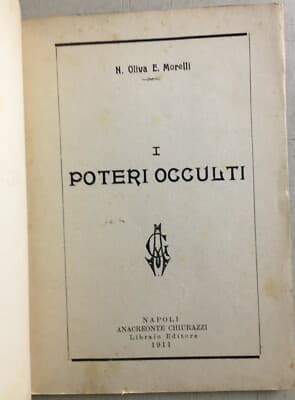 N. Oliva E. Morelli
I
POTERI OCCULTI
NAPOLI
ANACREONTE CHIURAZZI
Libraio Editore
1911